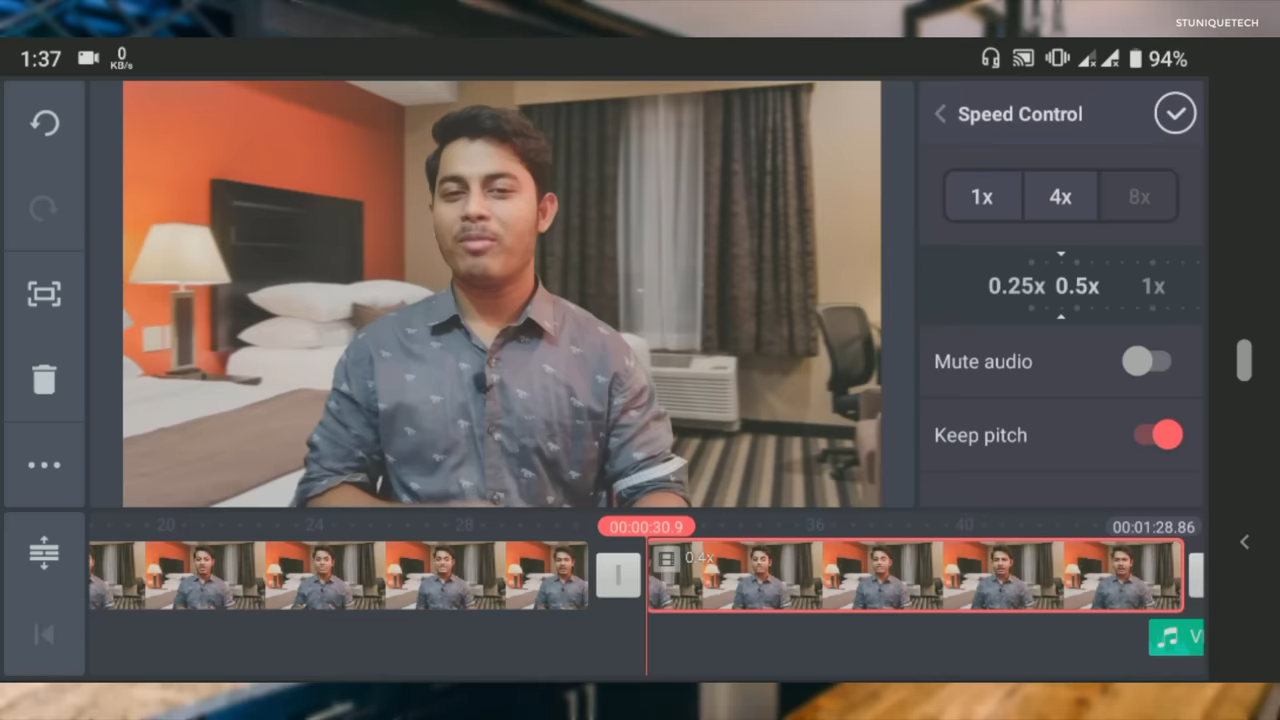 STUNIQUETECH
1:37
0
KB/s
94%
Speed Control
1x 4x 8x
0.25x 0.5x 1x
Mute audio
Keep pitch
20 24 28 00:00:30.9 36 40 00:01:28.86
0.4x